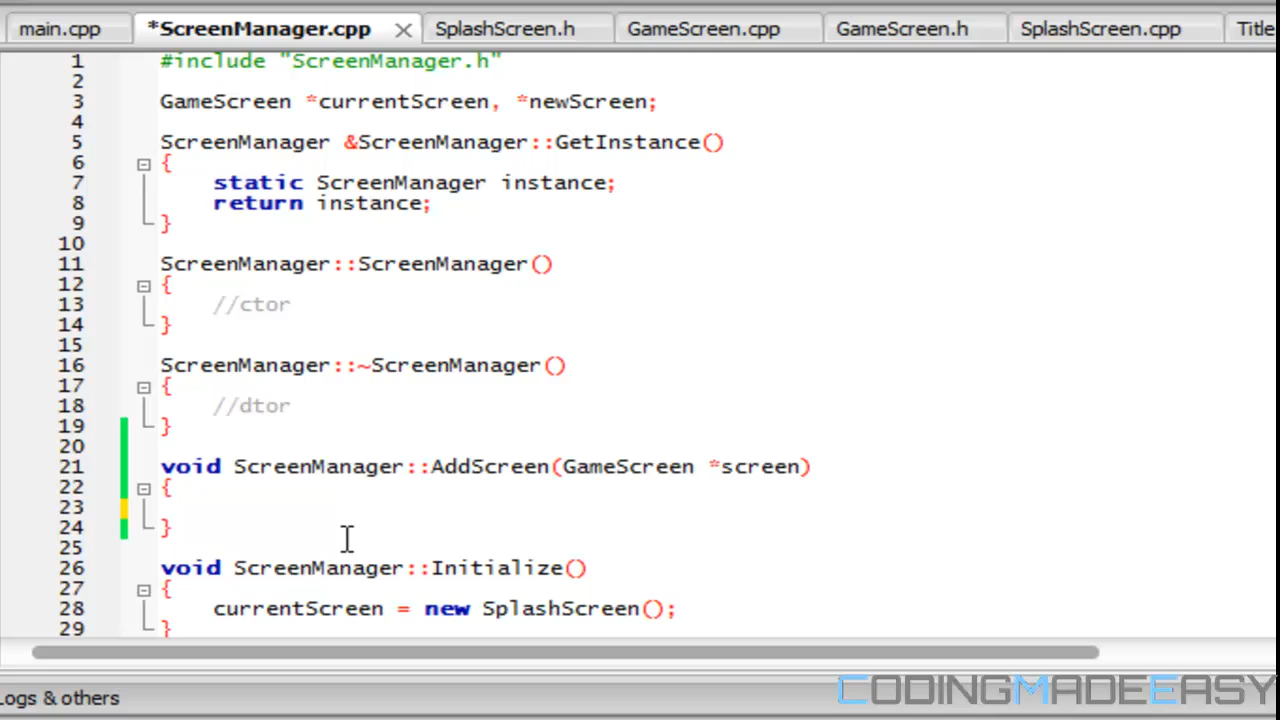 main.cpp *ScreenManager.cpp SplashScreen.h GameScreen.cpp GameScreen.h SplashScreen.cpp Title
1 #include "ScreenManager.h"
2
3 GameScreen *currentScreen, *newScreen;
4
5 ScreenManager &ScreenManager::GetInstance()
6 {
7 static ScreenManager instance;
8 return instance;
9 }
10
11 ScreenManager::ScreenManager()
12 {
13 //ctor
14 }
15
16 ScreenManager::~ScreenManager()
17 {
18 //dtor
19 }
20
21 void ScreenManager::AddScreen(GameScreen *screen)
22 {
23
24 }
25
26 void ScreenManager::Initialize()
27 {
28 currentScreen = new SplashScreen();
29 }
Logs & others
CODINGMADEEASY